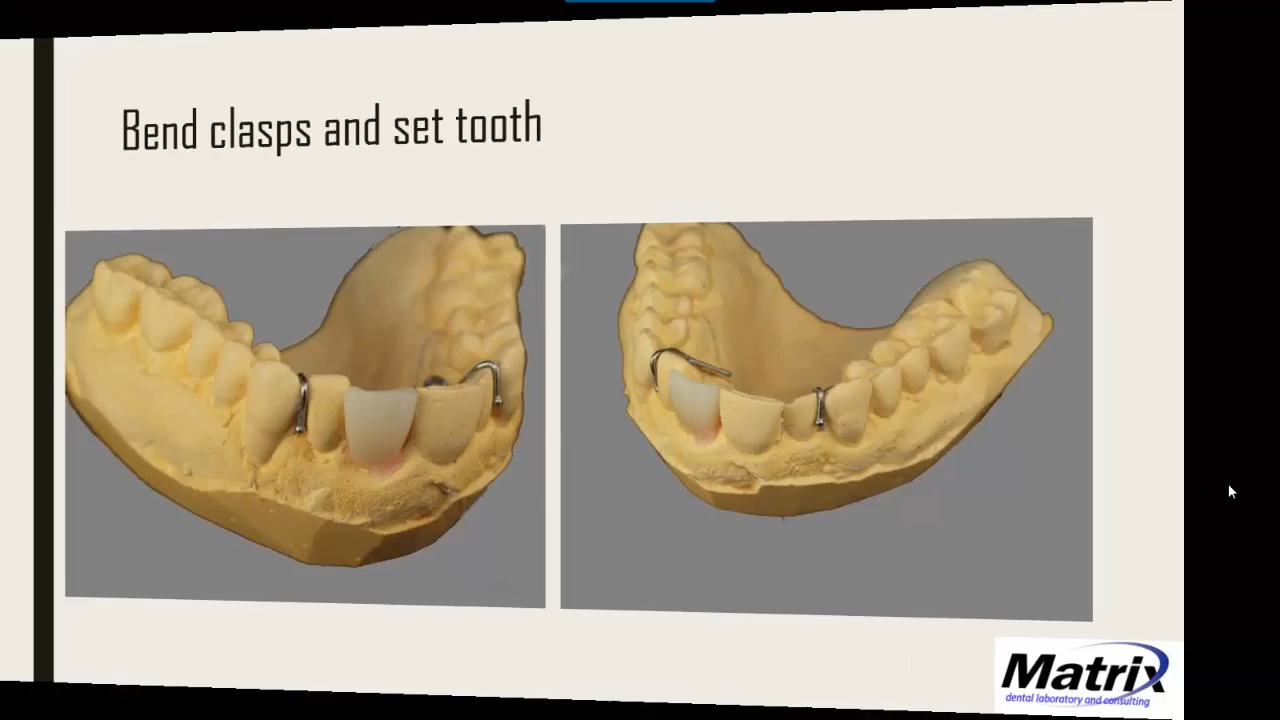 Bend clasps and set tooth
Matrix
dental laboratory and consulting